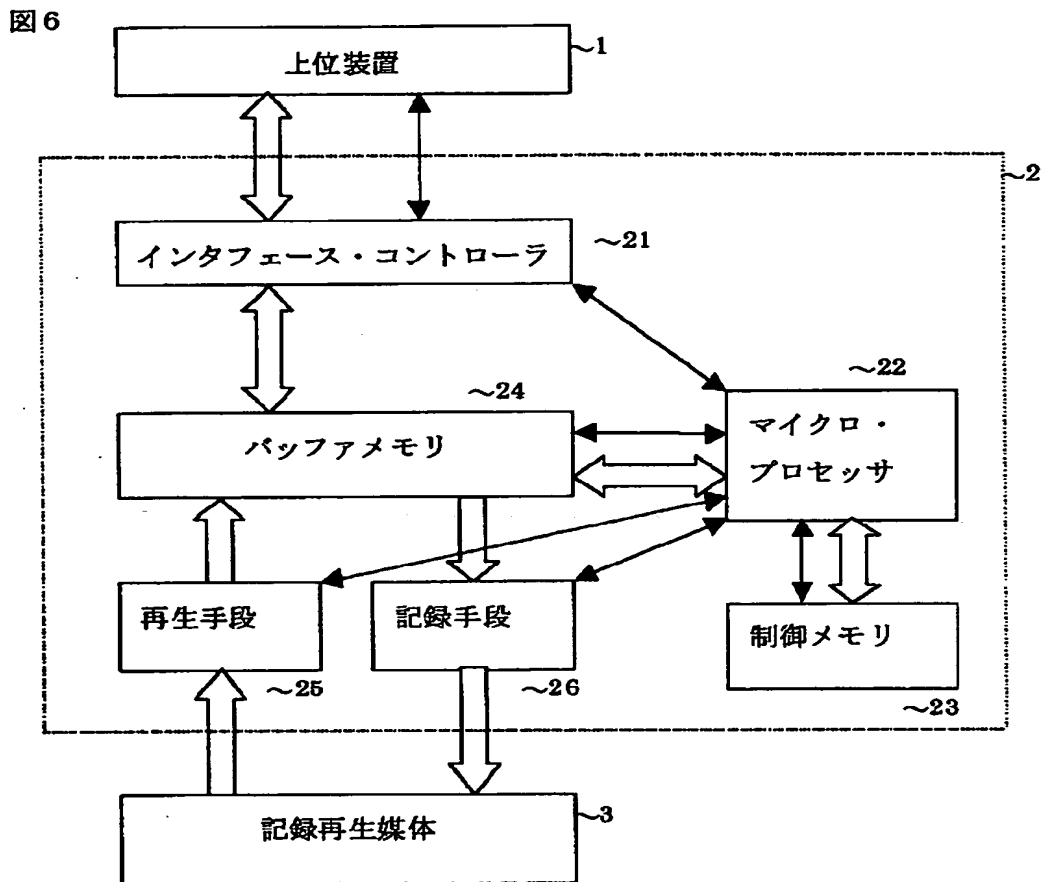 図6
上位装置
~1
~2
インタフェース・コントローラ
~21
~22
~24
バッファメモリ
マイクロ・
プロセッサ
再生手段
記録手段
制御メモリ
~25
~26
~23
記録再生媒体
~3